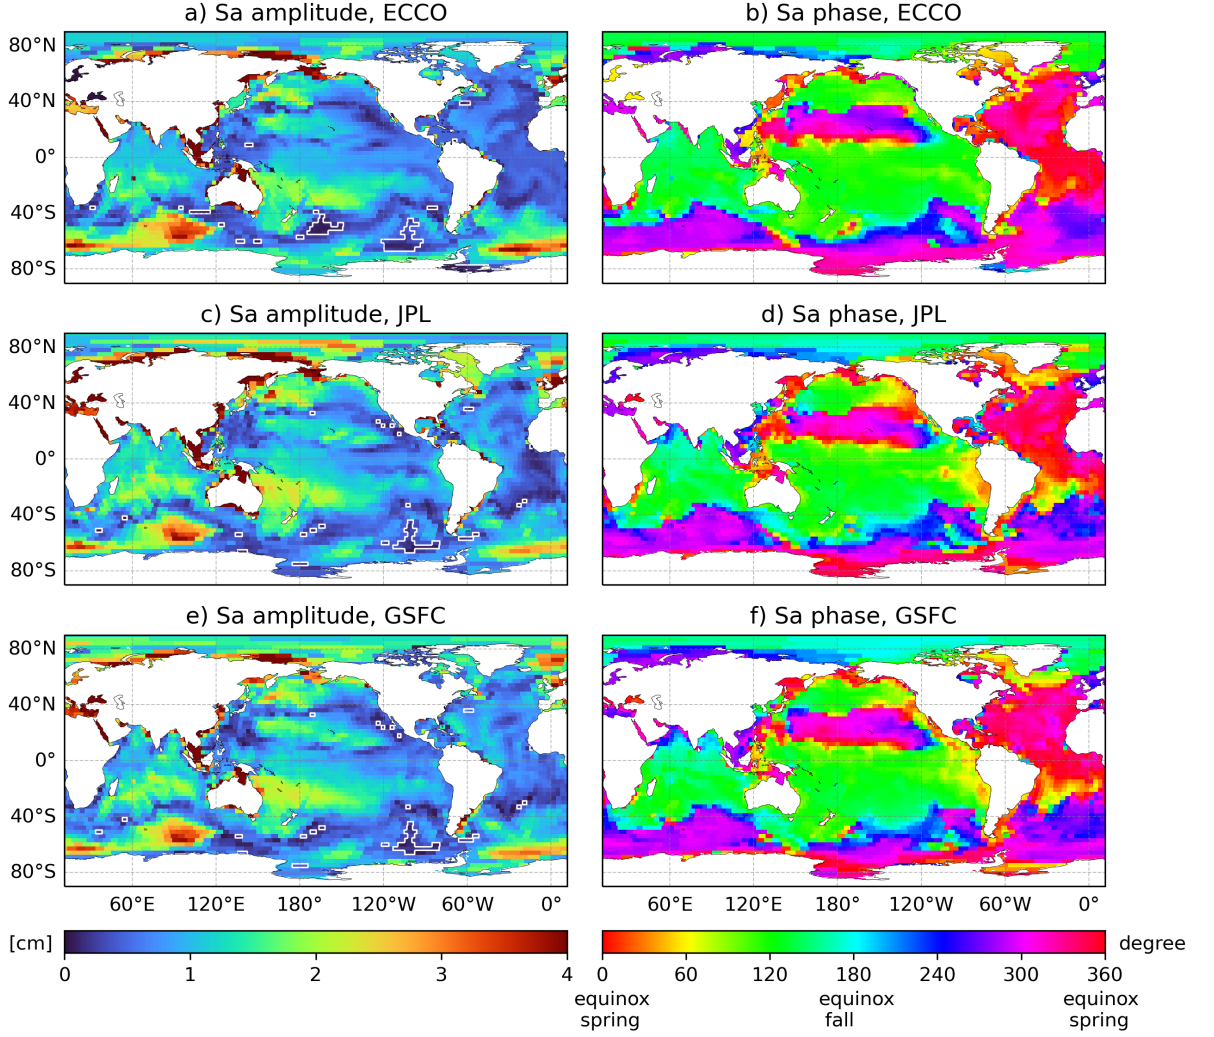 a) Sa amplitude, ECCO
b) Sa phase, ECCO
80°N
40°N
0°
40°S
80°S
c) Sa amplitude, JPL
d) Sa phase, JPL
80°N
40°N
0°
40°S
80°S
e) Sa amplitude, GSFC
f) Sa phase, GSFC
80°N
40°N
0°
40°S
80°S
60°E 120°E 180° 120°W 60°W 0°
60°E 120°E 180° 120°W 60°W 0°
[cm]
0 1 2 3 4
degree
0 60 120 180 240 300 360
equinox equinox equinox
spring fall spring